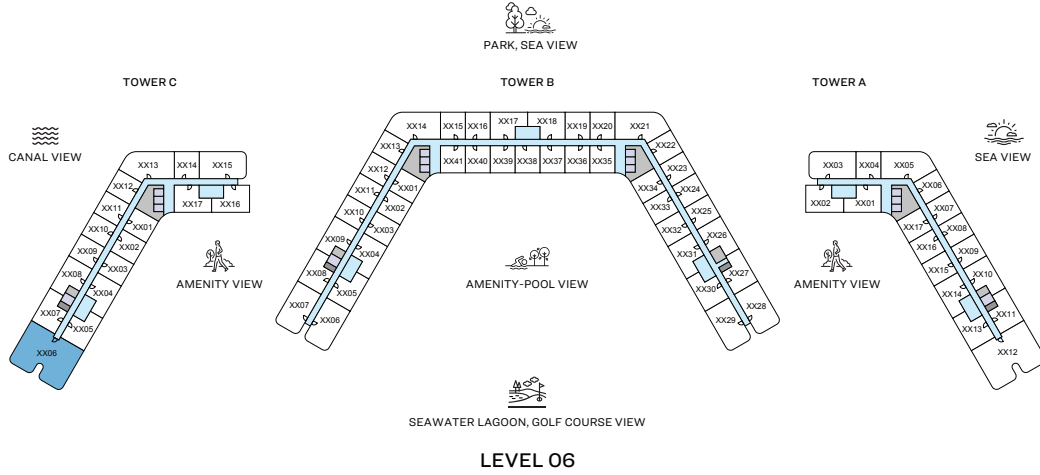 PARK, SEA VIEW
TOWER C
TOWER B
TOWER A
CANAL VIEW
SEA VIEW
XX13
XX14
XX15
XX12
XX11
XX10
XX09
XX08
XX07
XX06
XX05
XX04
XX03
XX02
XX01
XX17
XX16
XX14
XX15
XX16
XX17
XX18
XX19
XX20
XX21
XX13
XX12
XX11
XX10
XX09
XX08
XX07
XX06
XX05
XX04
XX03
XX02
XX01
XX41
XX40
XX39
XX38
XX37
XX36
XX35
XX22
XX23
XX24
XX25
XX26
XX27
XX28
XX29
XX30
XX31
XX32
XX33
XX34
XX03
XX04
XX05
XX02
XX01
XX06
XX07
XX08
XX09
XX10
XX11
XX12
XX13
XX14
XX15
XX16
XX17
AMENITY VIEW
AMENITY-POOL VIEW
AMENITY VIEW
SEAWATER LAGOON, GOLF COURSE VIEW
LEVEL 06